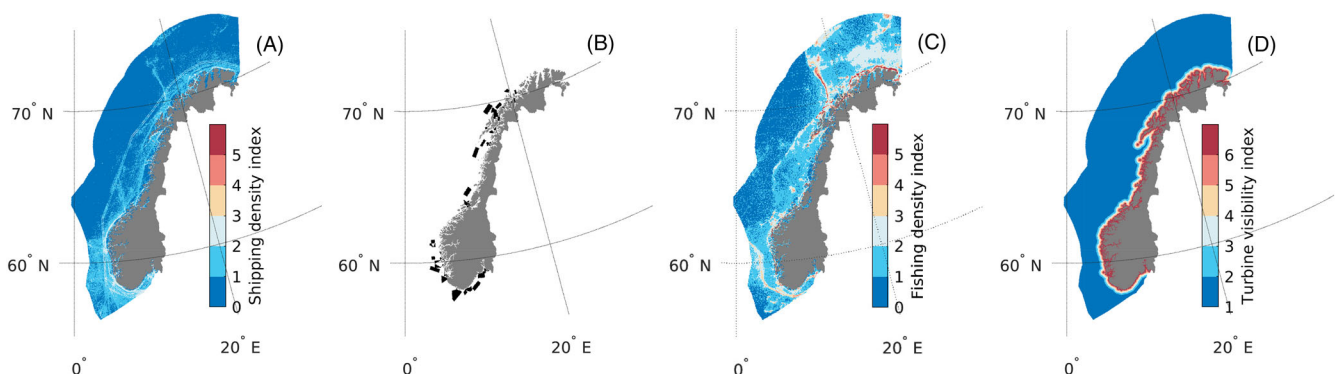 (A)
70° N
60° N
0°
20° E
5
4
3
2
1
0
Shipping density index
(B)
70° N
60° N
0°
20° E
(C)
70° N
60° N
0°
20° E
5
4
3
2
1
0
Fishing density index
(D)
70° N
60° N
0°
20° E
6
5
4
3
2
1
Turbine visibility index